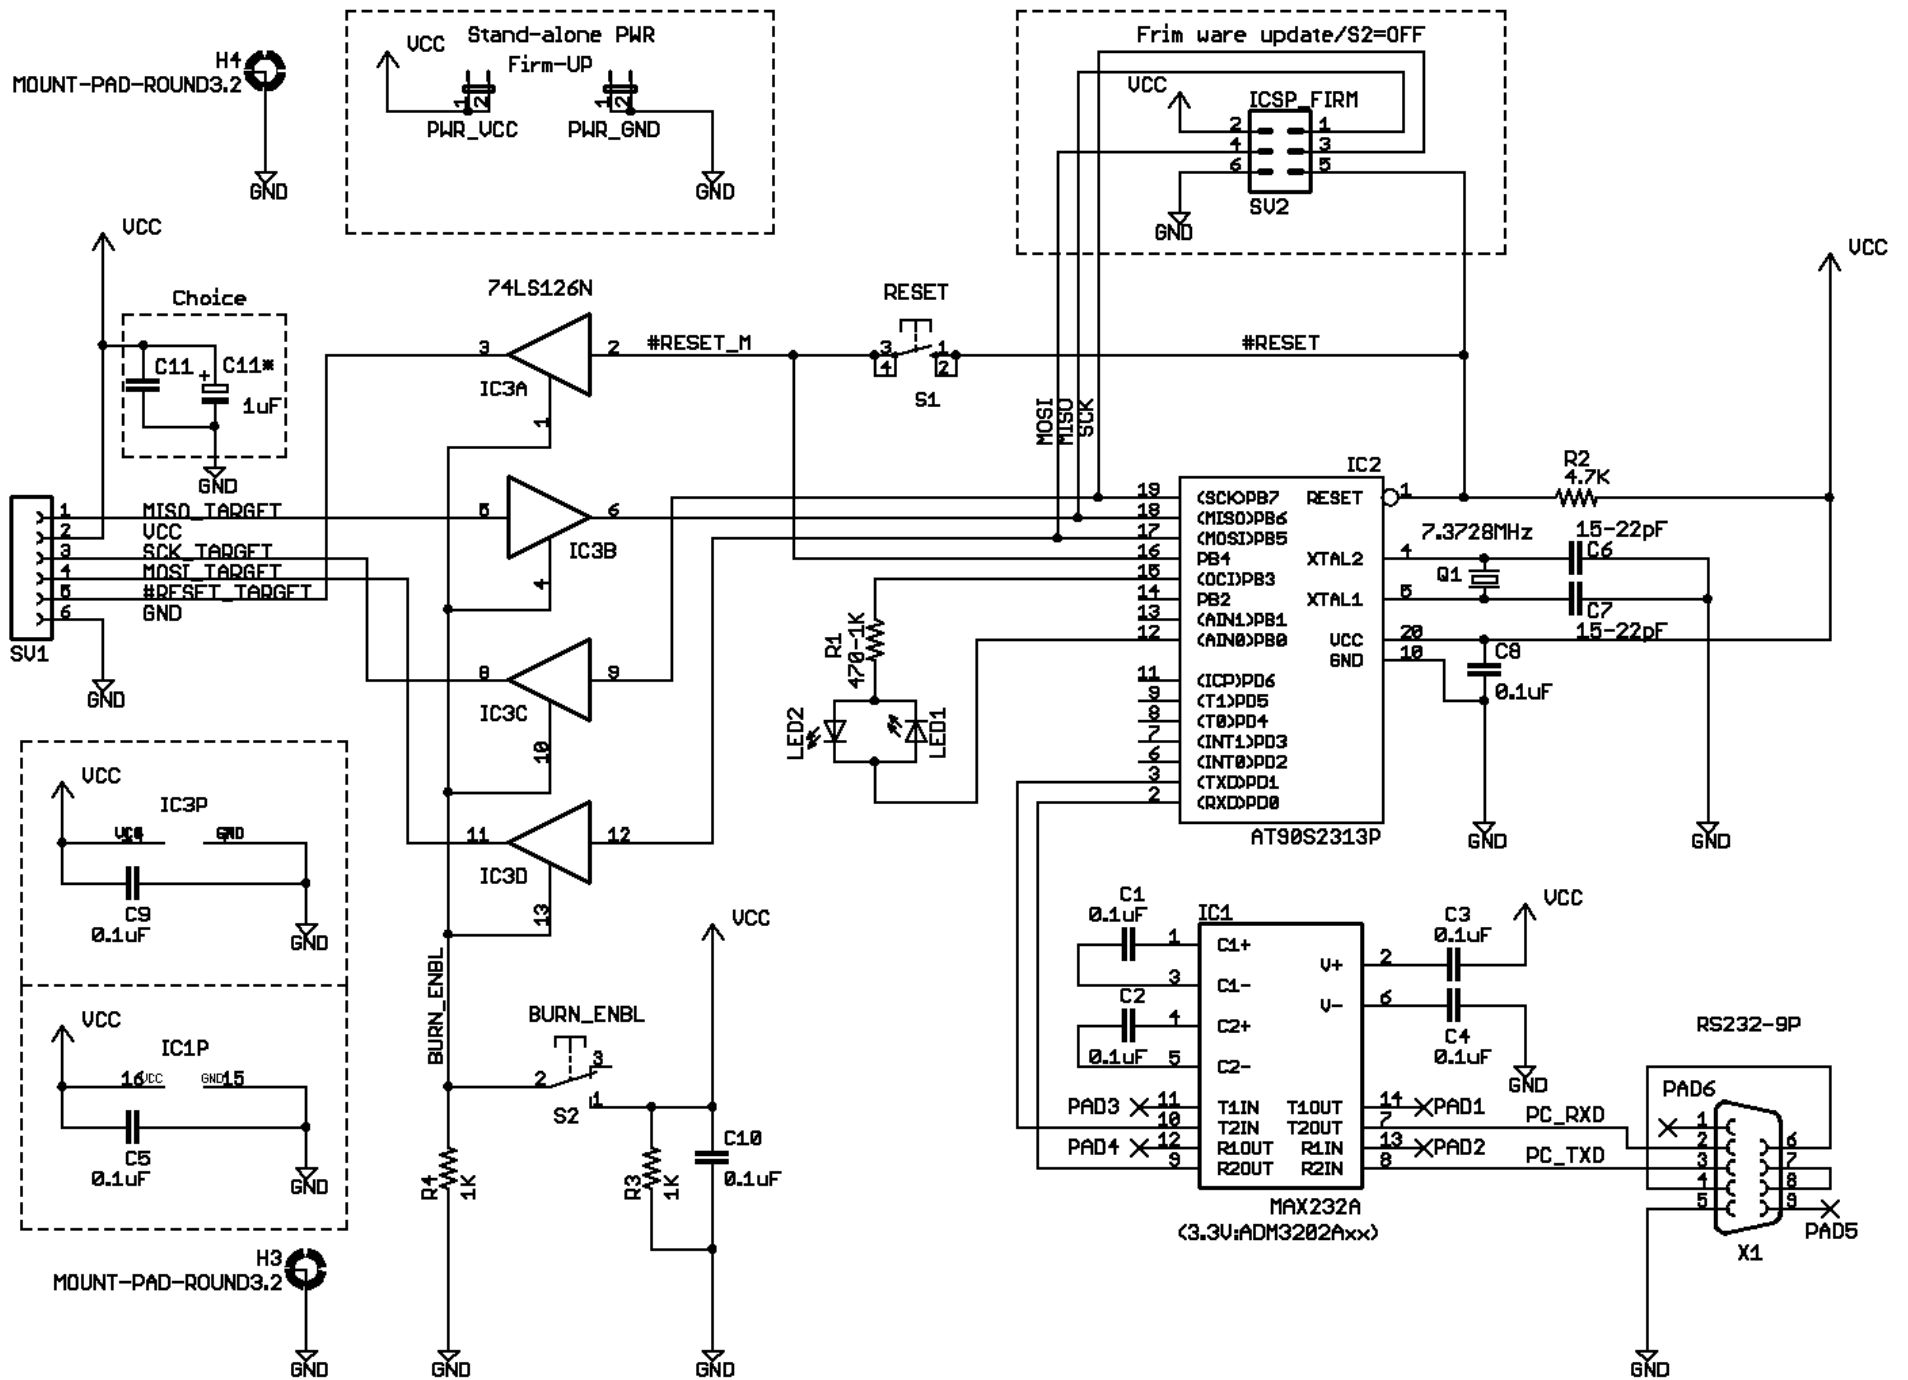 H4
MOUNT-PAD-ROUND3.2
GND
VCC
Stand-alone PWR
Firm-UP
1 2
1 2
PWR_VCC
PWR_GND
GND
Frim ware update/S2=OFF
VCC
ICSP_FIRM
2 1
4 3
6 5
SV2
GND
VCC
VCC
Choice
C11
C11*
+
1uF
GND
74LS126N
3
2
IC3A
1
#RESET_M
RESET
3 1
4 2
S1
#RESET
MOSI
MISO
SCK
1 MISO_TARGET
2 VCC
3 SCK_TARGET
4 MOSI_TARGET
5 #RESET_TARGET
6 GND
SV1
GND
5
6
IC3B
4
8
9
IC3C
10
11
12
IC3D
13
IC2
19 (SCK)PB7
18 (MISO)PB6
17 (MOSI)PB5
16 PB4
15 (OCI)PB3
14 PB2
13 (AIN1)PB1
12 (AIN0)PB0
11 (ICP)PD6
9 (T1)PD5
8 (T0)PD4
7 (INT1)PD3
6 (INT0)PD2
3 (TXD)PD1
2 (RXD)PD0
RESET 1
XTAL2 4
XTAL1 5
VCC 20
GND 10
AT90S2313P
R2
4.7K
7.3728MHz
Q1
15-22pF
C6
C7
15-22pF
C8
0.1uF
GND
GND
R1
470-1K
LED2
LED1
VCC
IC3P
GND
C9
0.1uF
GND
VCC
IC1P
16 VCC
GND 15
C5
0.1uF
GND
H3
MOUNT-PAD-ROUND3.2
GND
BURN_ENBL
BURN_ENBL
2
3
1
S2
VCC
R4
1K
R3
1K
C10
0.1uF
GND
GND
C1
0.1uF
C2
0.1uF
IC1
1 C1+
3 C1-
4 C2+
5 C2-
V+ 2
V- 6
C3
0.1uF
VCC
C4
0.1uF
GND
PAD3 11 T1IN
10 T2IN
PAD4 12 R1OUT
9 R2OUT
T1OUT 14 PAD1
T2OUT 7 PC_RXD
R1IN 13 PAD2
R2IN 8 PC_TXD
MAX232A
(3.3V:ADM3202Axx)
RS232-9P
PAD6
1
2
3
4
5
6
7
8
9
PAD5
X1
GND